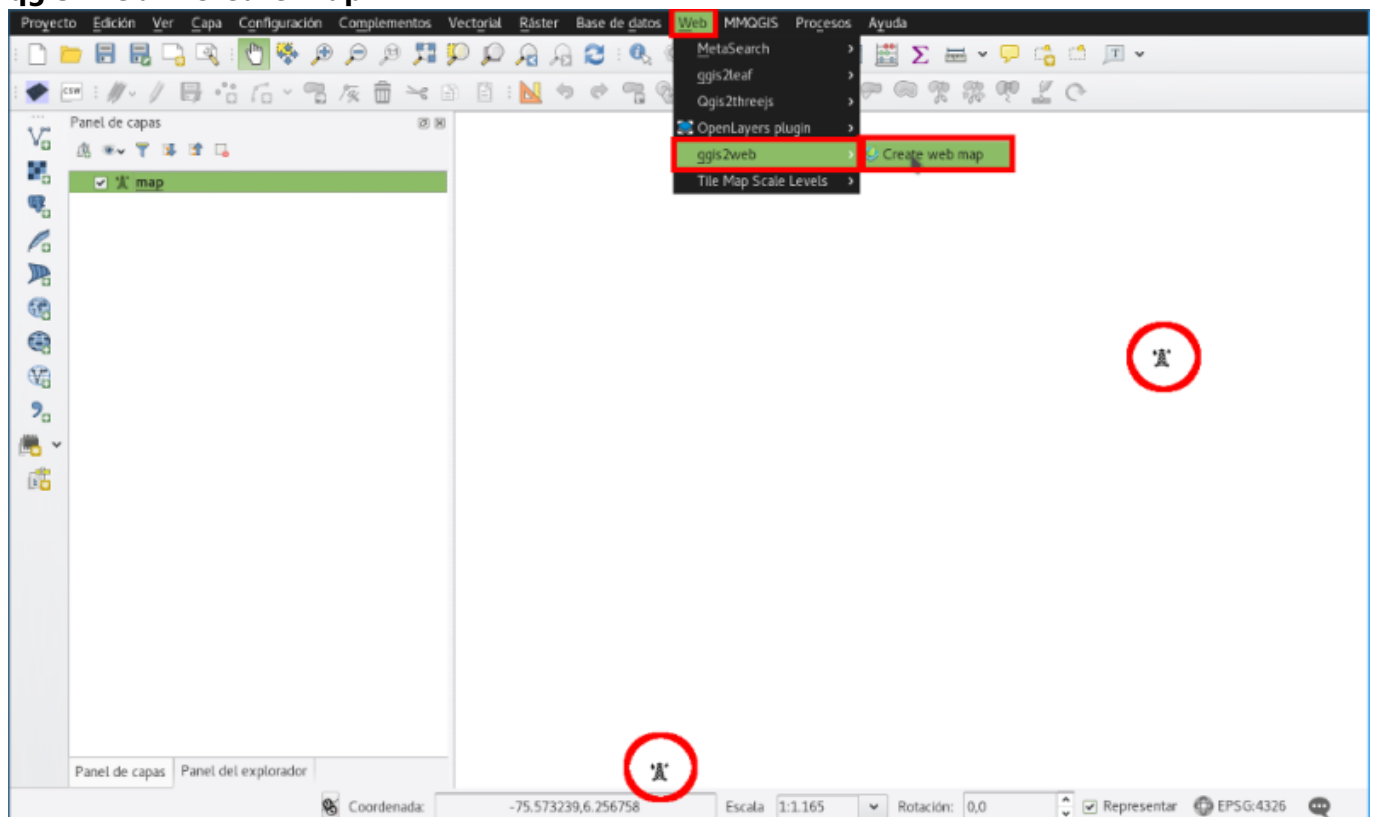 Proyecto Edición Ver Capa Configuración Complementos Vectorial Ráster Base de datos Web MMQGIS Procesos Ayuda
MetaSearch
qgis2leaf
Qgis2threejs
OpenLayers plugin
qgis2web
Create web map
Tile Map Scale Levels
CSW
Panel de capas
map
Panel de capas Panel del explorador
Coordenada: -75.573239,6.256758 Escala 1:1.165 Rotación: 0,0 Representar EPSG:4326